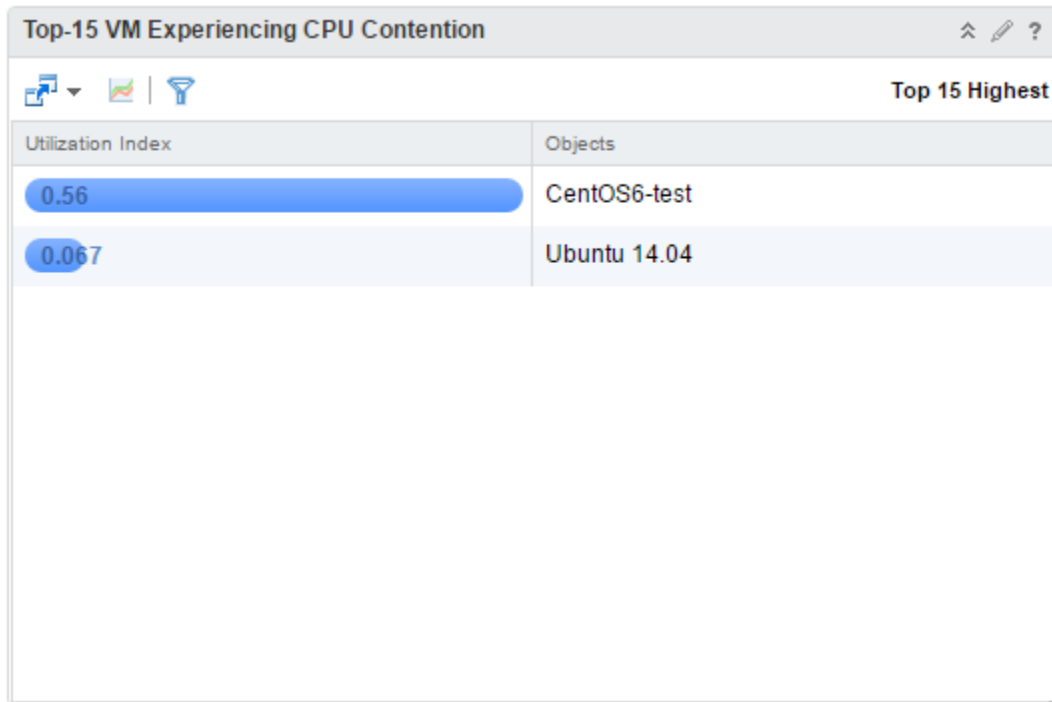 Top-15 VM Experiencing CPU Contention ?
Top 15 Highest
Utilization Index Objects
0.56 CentOS6-test
0.067 Ubuntu 14.04